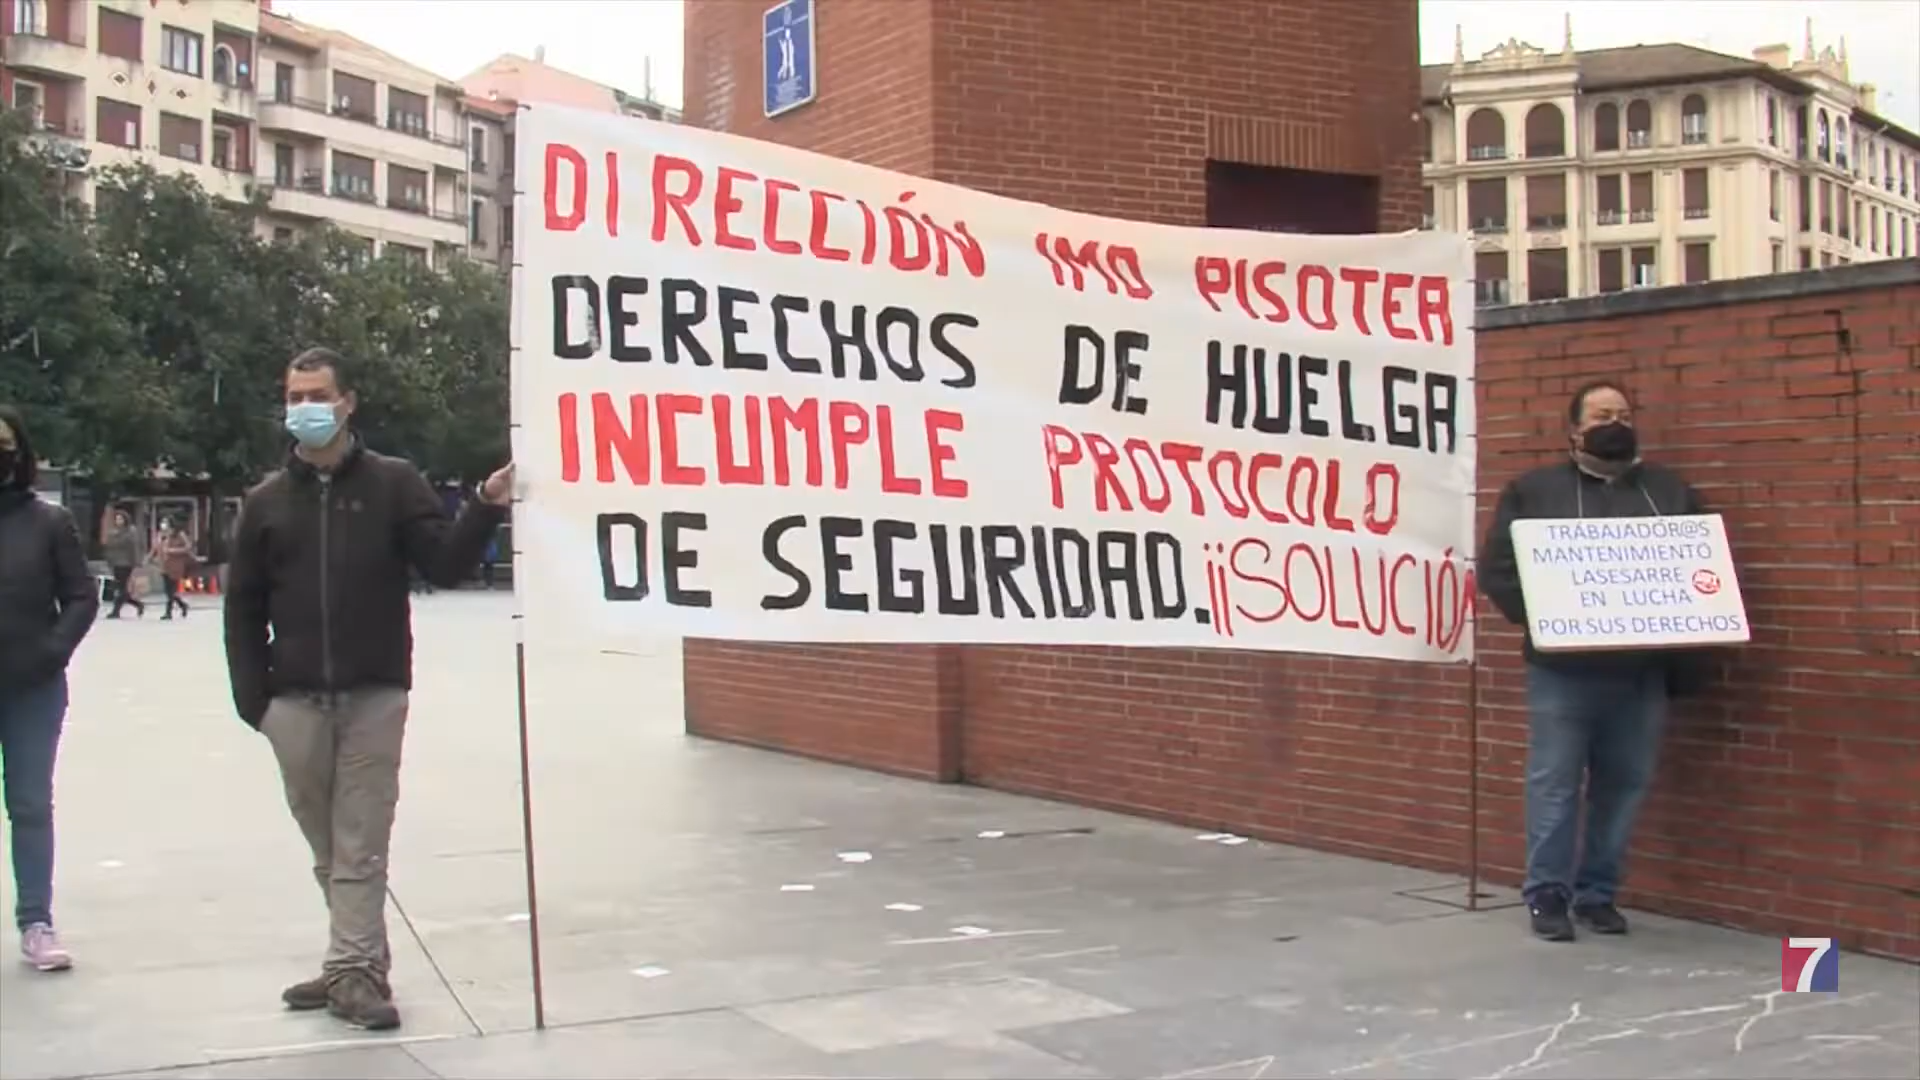 DIRECCIÓN IMD PISOTEA
DERECHOS DE HUELGA
INCUMPLE PROTOCOLO
DE SEGURIDAD. ¡¡SOLUCIÓN
TRABAJADOR@S
MANTENIMIENTO
LASESARRE
EN LUCHA
POR SUS DERECHOS
7